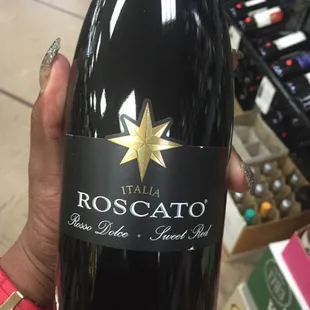 ITALIA
ROSCATO®
Rosso Dolce • Sweet Red